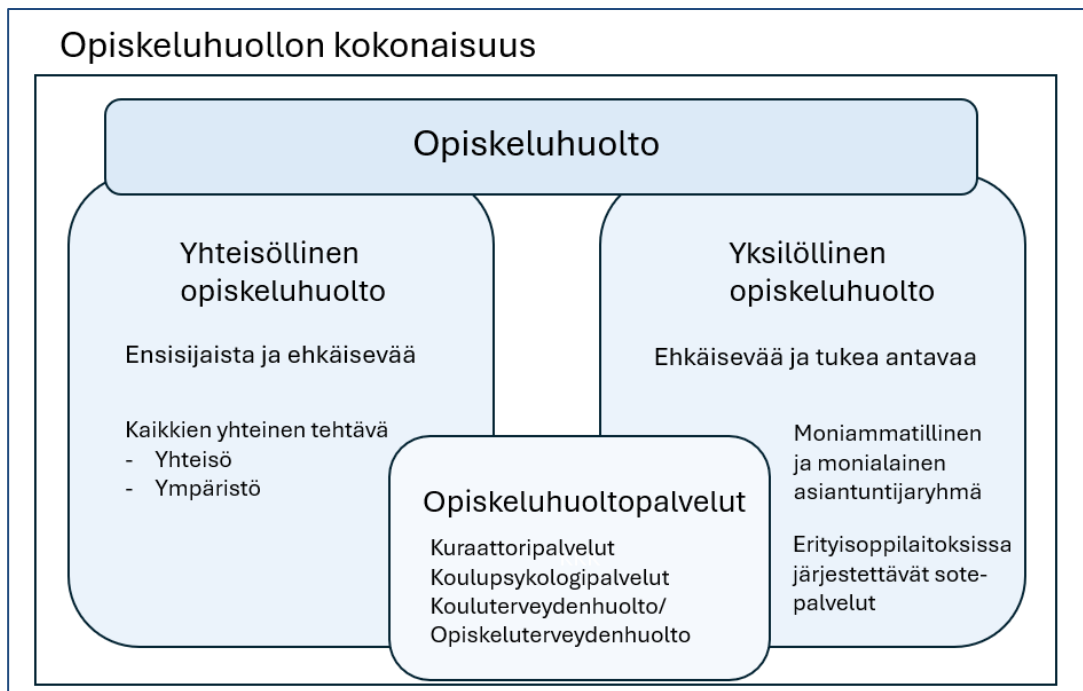 Opiskeluhuollon kokonaisuus
Opiskeluhuolto
Yhteisöllinen
opiskeluhuolto
Ensisijaista ja ehkäisevää
Kaikkien yhteinen tehtävä
- Yhteisö
- Ympäristö
Yksilöllinen
opiskeluhuolto
Ehkäisevää ja tukea antavaa
Moniammatillinen
ja monialainen
asiantuntijaryhmä
Erityisoppilaitoksissa
järjestettävät sote-
palvelut
Opiskeluhuoltopalvelut
Kuraattoripalvelut
Koulupsykologipalvelut
Kouluterveydenhuolto/
Opiskeluterveydenhuolto